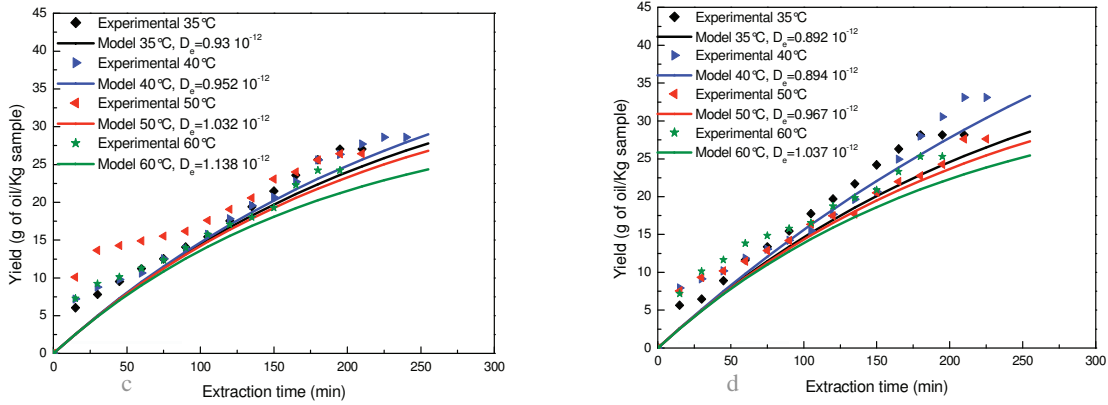 Experimental 35°C
Model 35°C, De=0.93 10-12
Experimental 40°C
Model 40°C, De=0.952 10-12
Experimental 50°C
Model 50°C, De=1.032 10-12
Experimental 60°C
Model 60°C, De=1.138 10-12
Yield (g of oil/Kg sample)
45
40
35
30
25
20
15
10
5
0
0 50 100 150 200 250 300
c
Extraction time (min)
Experimental 35°C
Model 35°C, De=0.892 10-12
Experimental 40°C
Model 40°C, De=0.894 10-12
Experimental 50°C
Model 50°C, De=0.967 10-12
Experimental 60°C
Model 60°C, De=1.037 10-12
Yield (g of oil/Kg sample)
45
40
35
30
25
20
15
10
5
0
0 50 100 150 200 250 300
d
Extraction time (min)